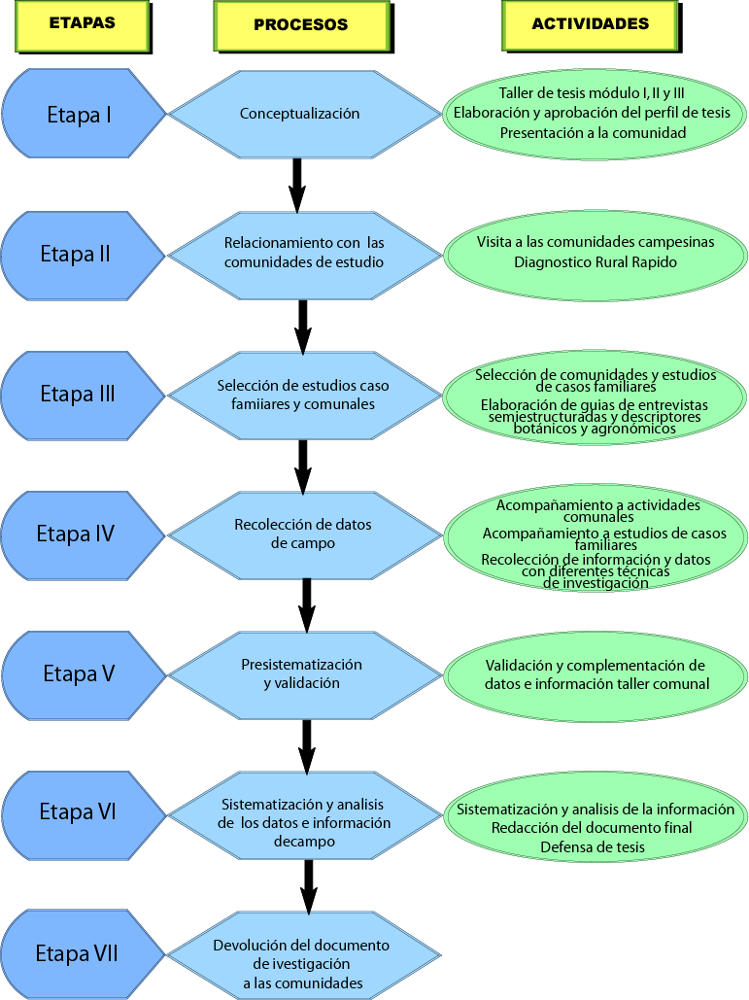 ETAPAS
PROCESOS
ACTIVIDADES
Etapa I
Conceptualización
Taller de tesis módulo I, II y III
Elaboración y aprobación del perfil de tesis
Presentación a la comunidad
Etapa II
Relacionamiento con las
comunidades de estudio
Visita a las comunidades campesinas
Diagnostico Rural Rapido
Etapa III
Selección de estudios caso
famiiares y comunales
Selección de comunidades y estudios
de casos familiares
Elaboración de guias de entrevistas
semiestructuradas y descriptores
botánicos y agronómicos
Etapa IV
Recolección de datos
de campo
Acompañamiento a actividades
comunales
Acompañamiento a estudios de casos
familiares
Recolección de información y datos
con diferentes técnicas
de investigación
Etapa V
Presistematización
y validación
Validación y complementación de
datos e información taller comunal
Etapa VI
Sistematización y analisis
de los datos e información
decampo
Sistematización y analisis de la información
Redacción del documento final
Defensa de tesis
Etapa VII
Devolución del documento
de ivestigación
a las comunidades